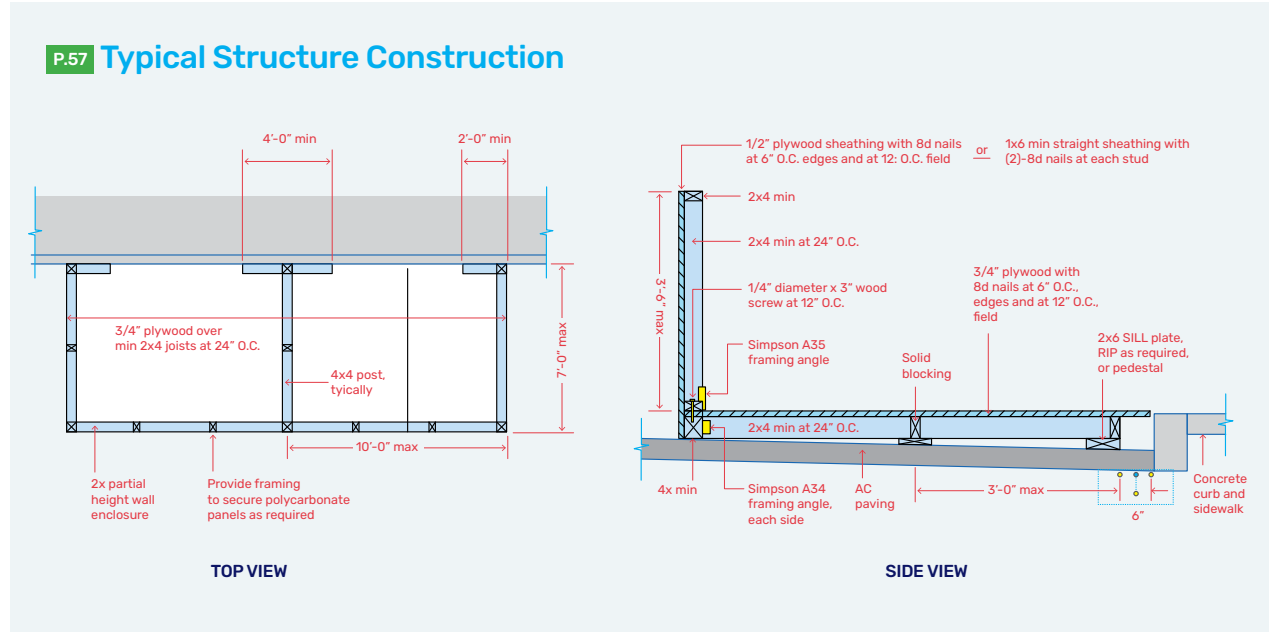 P.57 Typical Structure Construction
4'-0" min
2'-0" min
3/4" plywood over
min 2x4 joists at 24" O.C.
4x4 post,
tyically
7'-0" max
10'-0" max
2x partial
height wall
enclosure
Provide framing
to secure polycarbonate
panels as required
TOP VIEW
1/2" plywood sheathing with 8d nails
at 6" O.C. edges and at 12: O.C. field
or
1x6 min straight sheathing with
(2)-8d nails at each stud
2x4 min
2x4 min at 24" O.C.
3'-6" max
1/4" diameter x 3" wood
screw at 12" O.C.
Simpson A35
framing angle
Solid
blocking
3/4" plywood with
8d nails at 6" O.C.,
edges and at 12" O.C.,
field
2x6 SILL plate,
RIP as required,
or pedestal
2x4 min at 24" O.C.
4x min
Simpson A34
framing angle,
each side
AC
paving
3'-0" max
6"
Concrete
curb and
sidewalk
SIDE VIEW